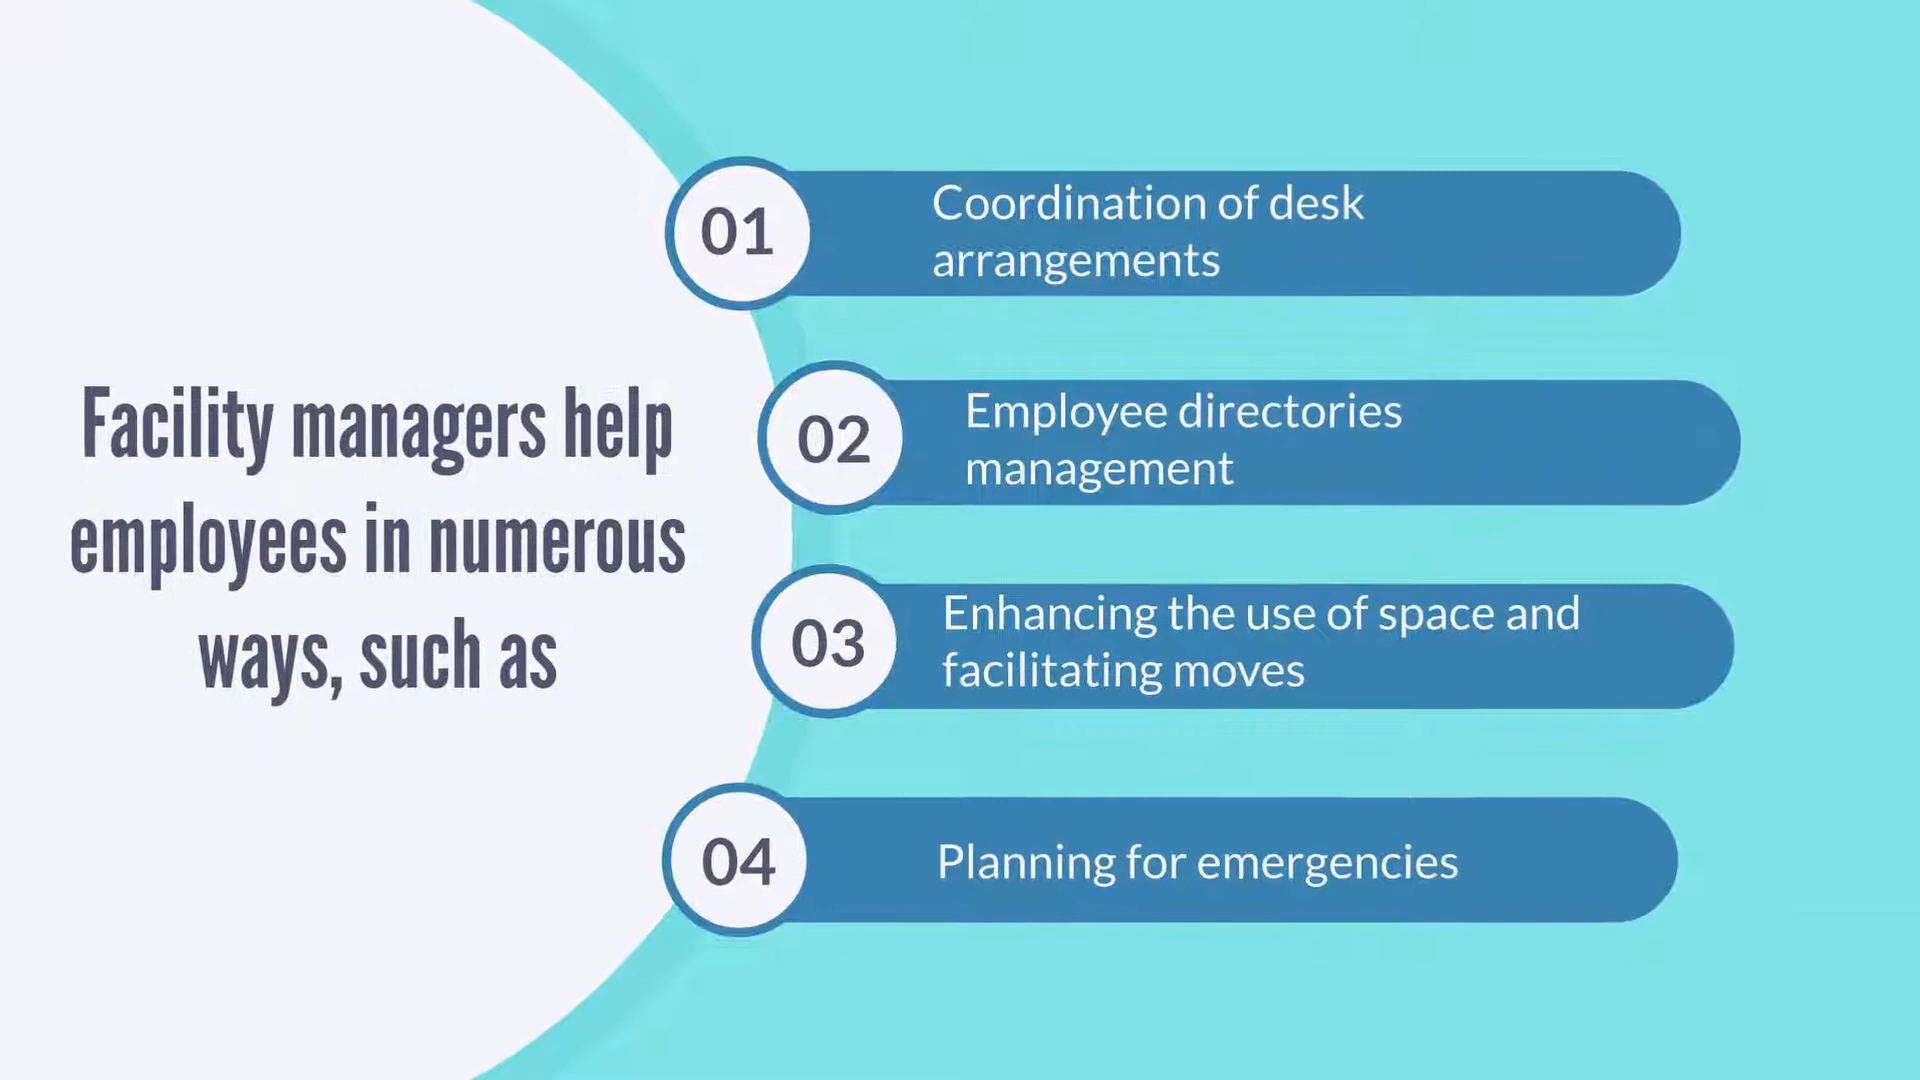 Facility managers help
employees in numerous
ways, such as
01
Coordination of desk
arrangements
02
Employee directories
management
03
Enhancing the use of space and
facilitating moves
04
Planning for emergencies